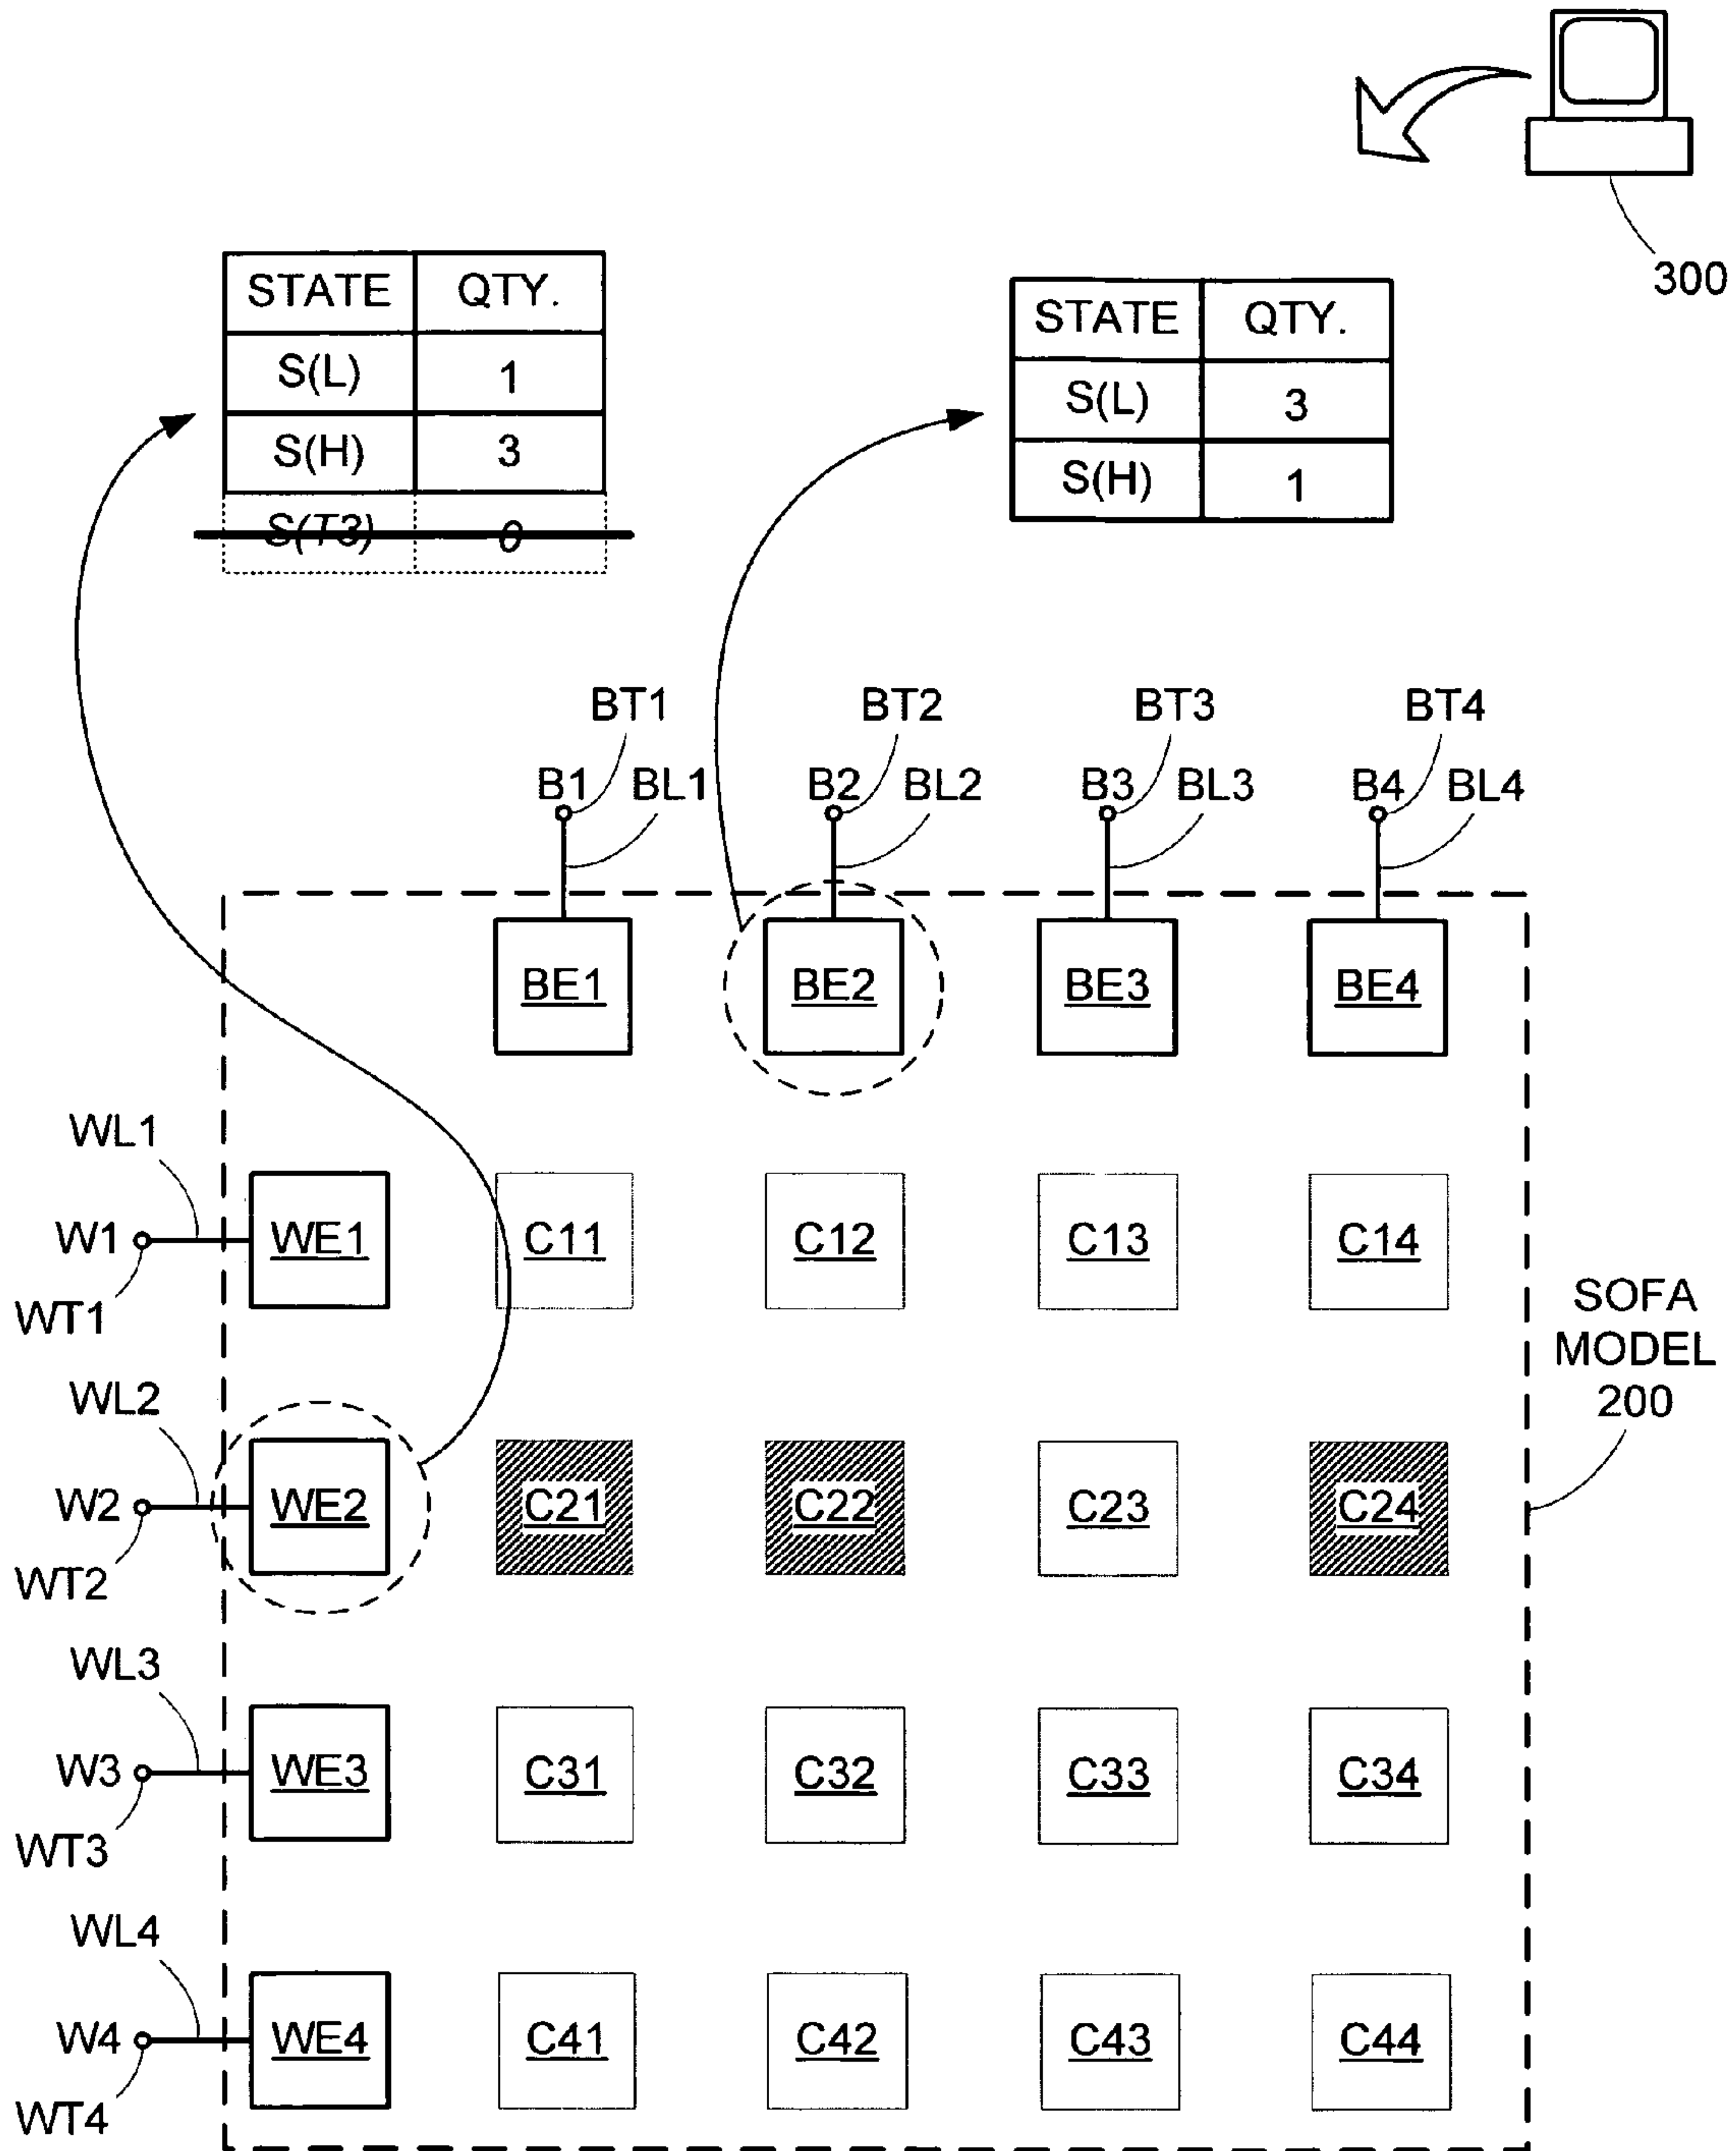 300
STATE QTY.
S(L) 1
S(H) 3
S(T3) 0
STATE QTY.
S(L) 3
S(H) 1
BT1 BT2 BT3 BT4
B1 BL1 B2 BL2 B3 BL3 B4 BL4
BE1 BE2 BE3 BE4
WL1
W1 WE1 C11 C12 C13 C14
WT1
SOFA
MODEL
200
WL2
W2 WE2 C21 C22 C23 C24
WT2
WL3
W3 WE3 C31 C32 C33 C34
WT3
WL4
W4 WE4 C41 C42 C43 C44
WT4